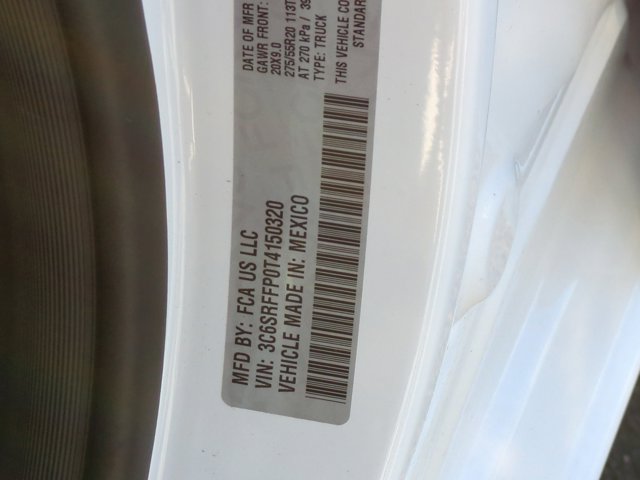 MFD BY: FCA US LLC
VIN: 3C6SRFFP0T4150320
VEHICLE MADE IN: MEXICO
DATE OF MFR
GAWR FRONT:
20X9.0
275/55R20 113T
AT 270 kPa / 39
TYPE: TRUCK
THIS VEHICLE CO
STANDAR